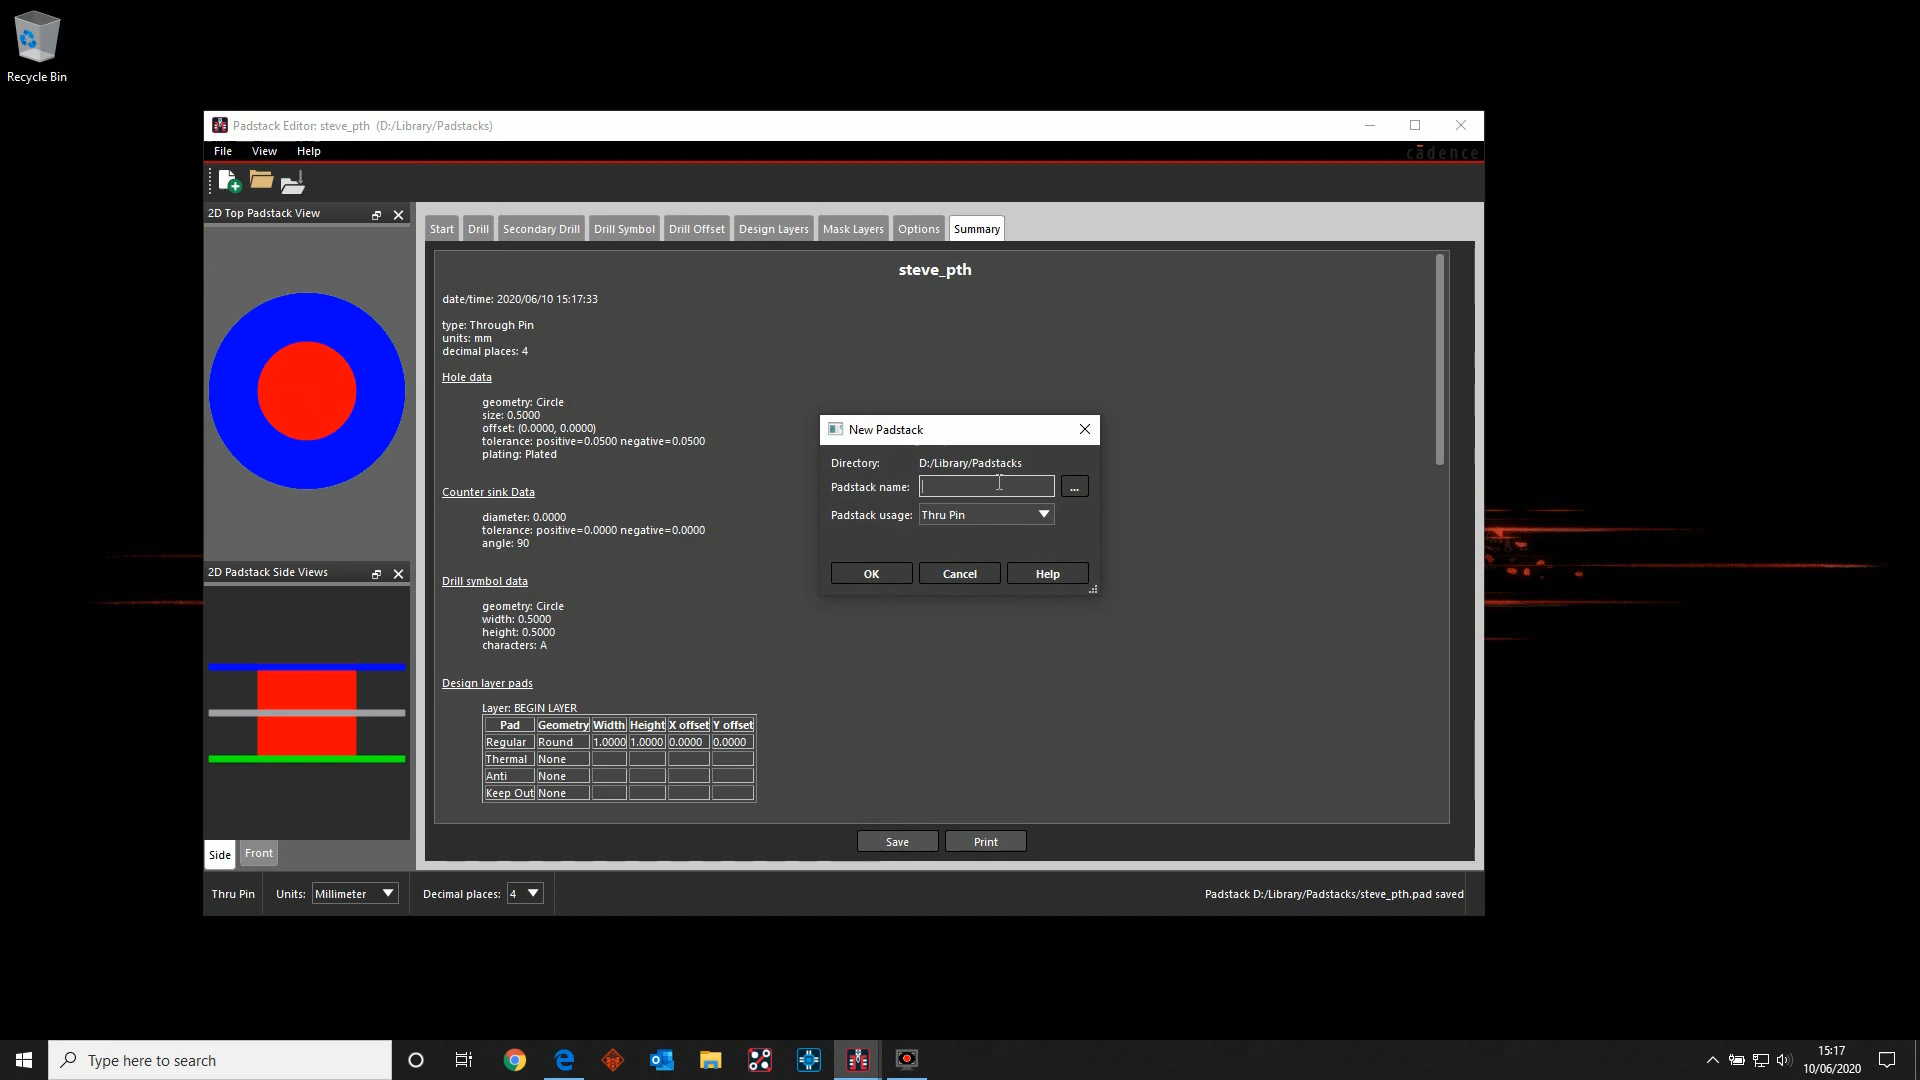 Recycle Bin
Padstack Editor: steve_pth (D:/Library/Padstacks)
File View Help
cādence
2D Top Padstack View
Start Drill Secondary Drill Drill Symbol Drill Offset Design Layers Mask Layers Options Summary
steve_pth
date/time: 2020/06/10 15:17:33
type: Through Pin
units: mm
decimal places: 4
Hole data
geometry: Circle
size: 0.5000
offset: (0.0000, 0.0000)
tolerance: positive=0.0500 negative=0.0500
plating: Plated
Counter sink Data
diameter: 0.0000
tolerance: positive=0.0000 negative=0.0000
angle: 90
Drill symbol data
geometry: Circle
width: 0.5000
height: 0.5000
characters: A
Design layer pads
Layer: BEGIN LAYER
Pad Geometry Width Height X offset Y offset
Regular Round 1.0000 1.0000 0.0000 0.0000
Thermal None
Anti None
Keep Out None
New Padstack
Directory: D:/Library/Padstacks
Padstack name: ...
Padstack usage: Thru Pin
OK Cancel Help
2D Padstack Side Views
Side Front
Save Print
Thru Pin Units: Millimeter Decimal places: 4 Padstack D:/Library/Padstacks/steve_pth.pad saved
Type here to search
15:17
10/06/2020